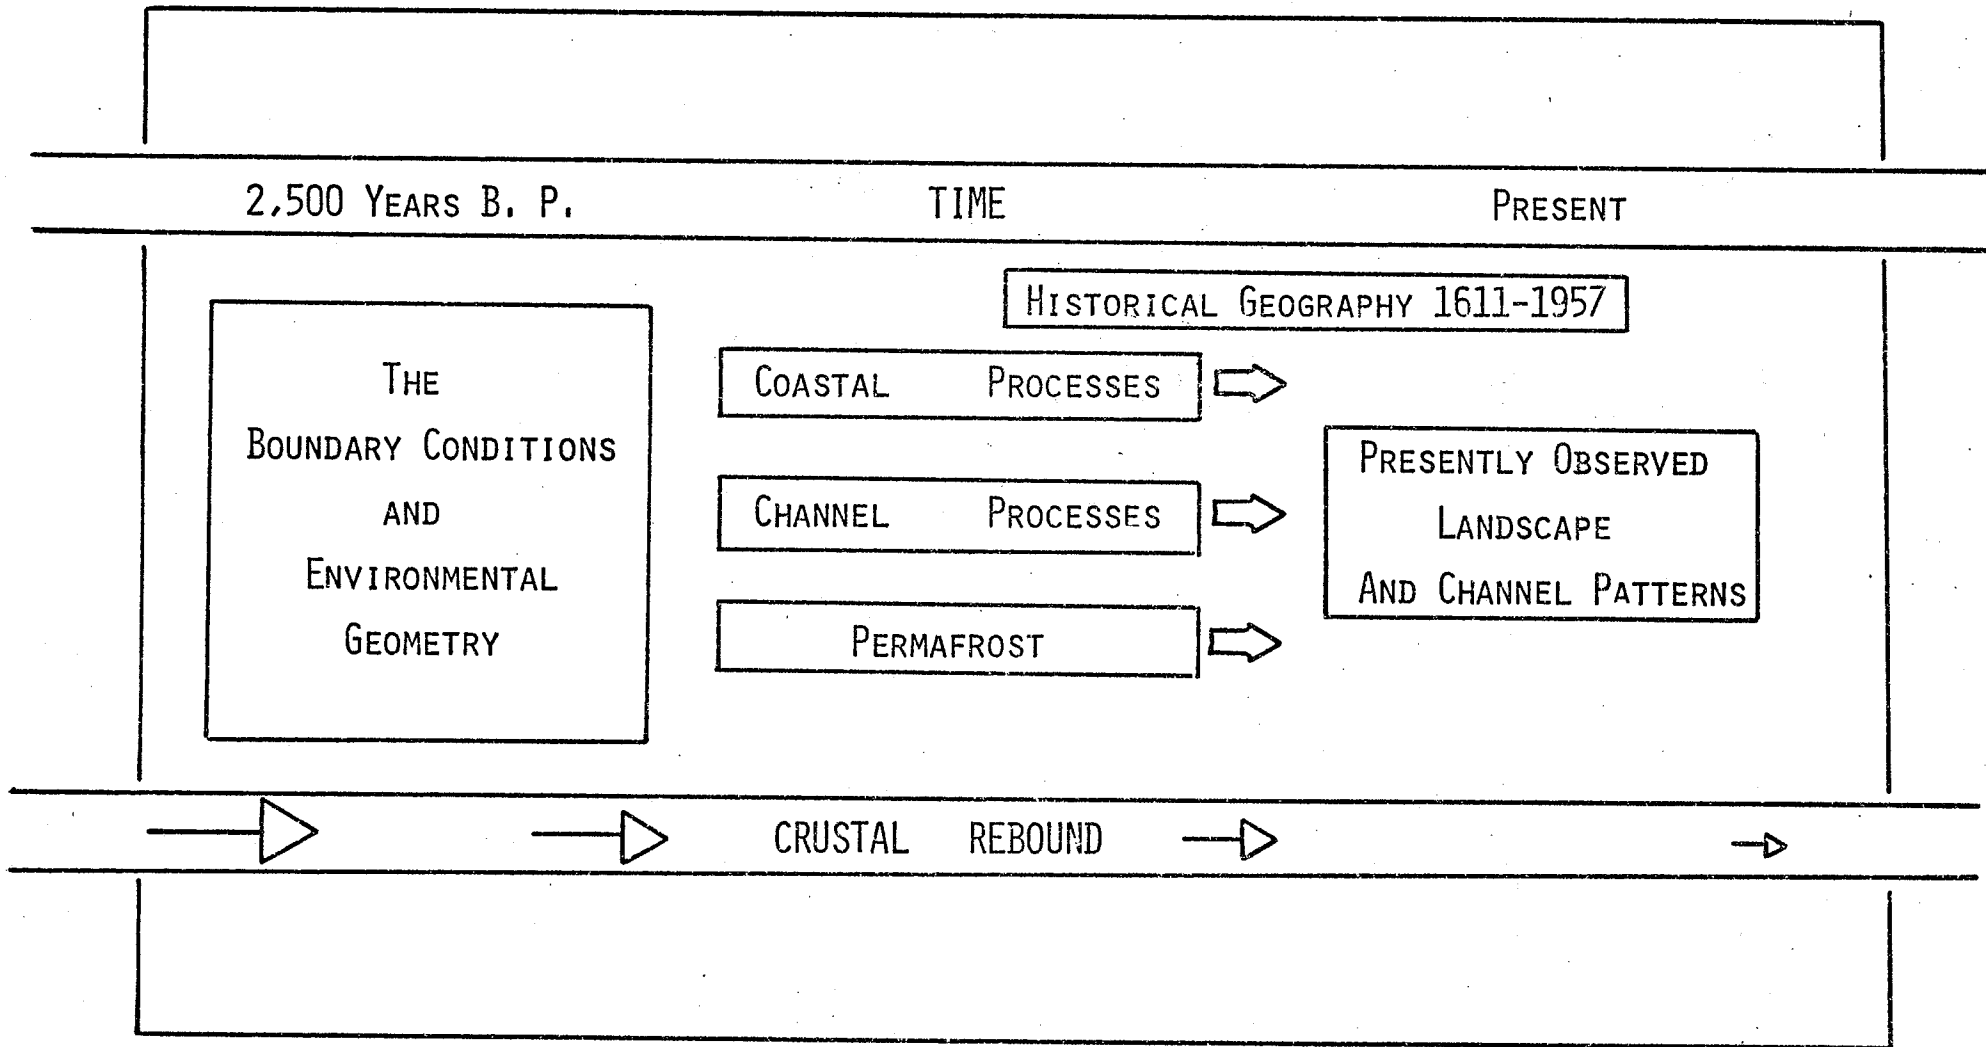 2,500 YEARS B. P. TIME PRESENT
HISTORICAL GEOGRAPHY 1611-1957
THE
BOUNDARY CONDITIONS
AND
ENVIRONMENTAL
GEOMETRY
COASTAL PROCESSES
CHANNEL PROCESSES
PERMAFROST
PRESENTLY OBSERVED
LANDSCAPE
AND CHANNEL PATTERNS
CRUSTAL REBOUND